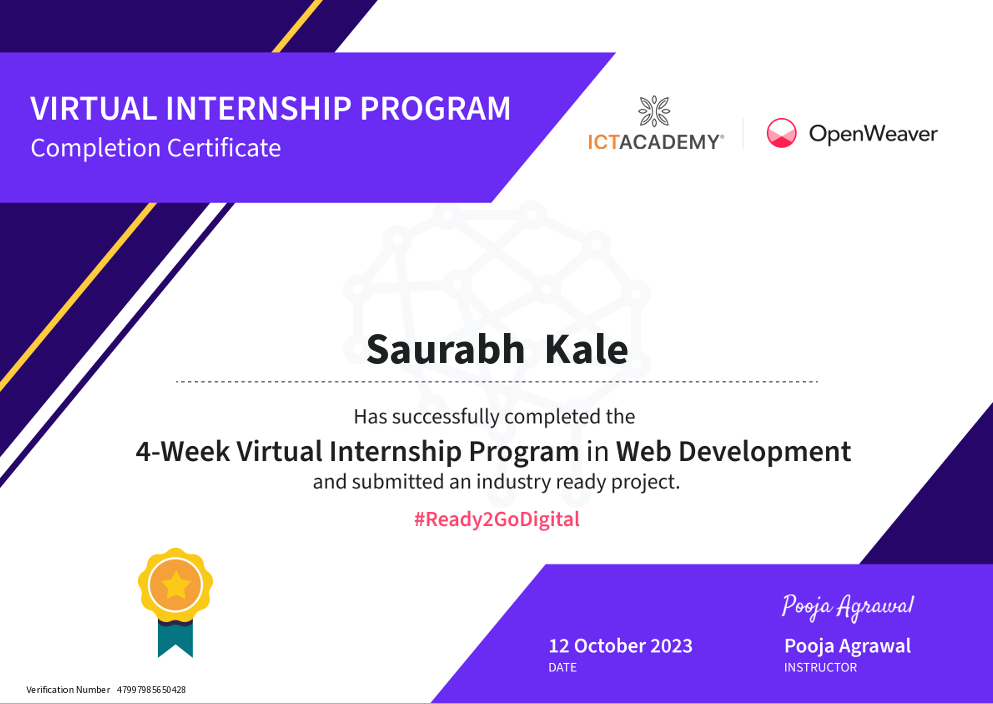 VIRTUAL INTERNSHIP PROGRAM
Completion Certificate
ICTACADEMY®
OpenWeaver
Saurabh Kale
Has successfully completed the
4-Week Virtual Internship Program in Web Development
and submitted an industry ready project.
#Ready2GoDigital
Pooja Agrawal
12 October 2023
Pooja Agrawal
DATE
INSTRUCTOR
Verification Number 47997985650428